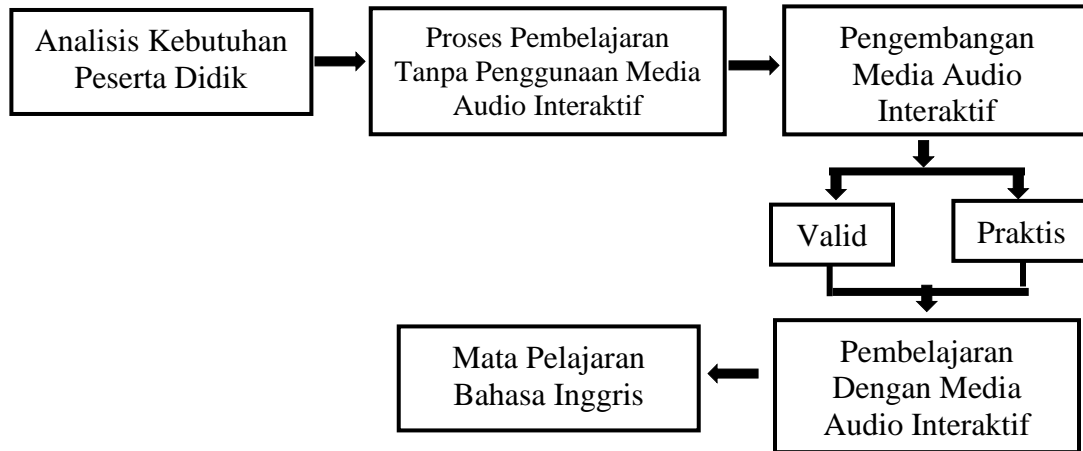 Analisis Kebutuhan
Peserta Didik
Proses Pembelajaran
Tanpa Penggunaan Media
Audio Interaktif
Pengembangan
Media Audio
Interaktif
Valid
Praktis
Pembelajaran
Dengan Media
Audio Interaktif
Mata Pelajaran
Bahasa Inggris